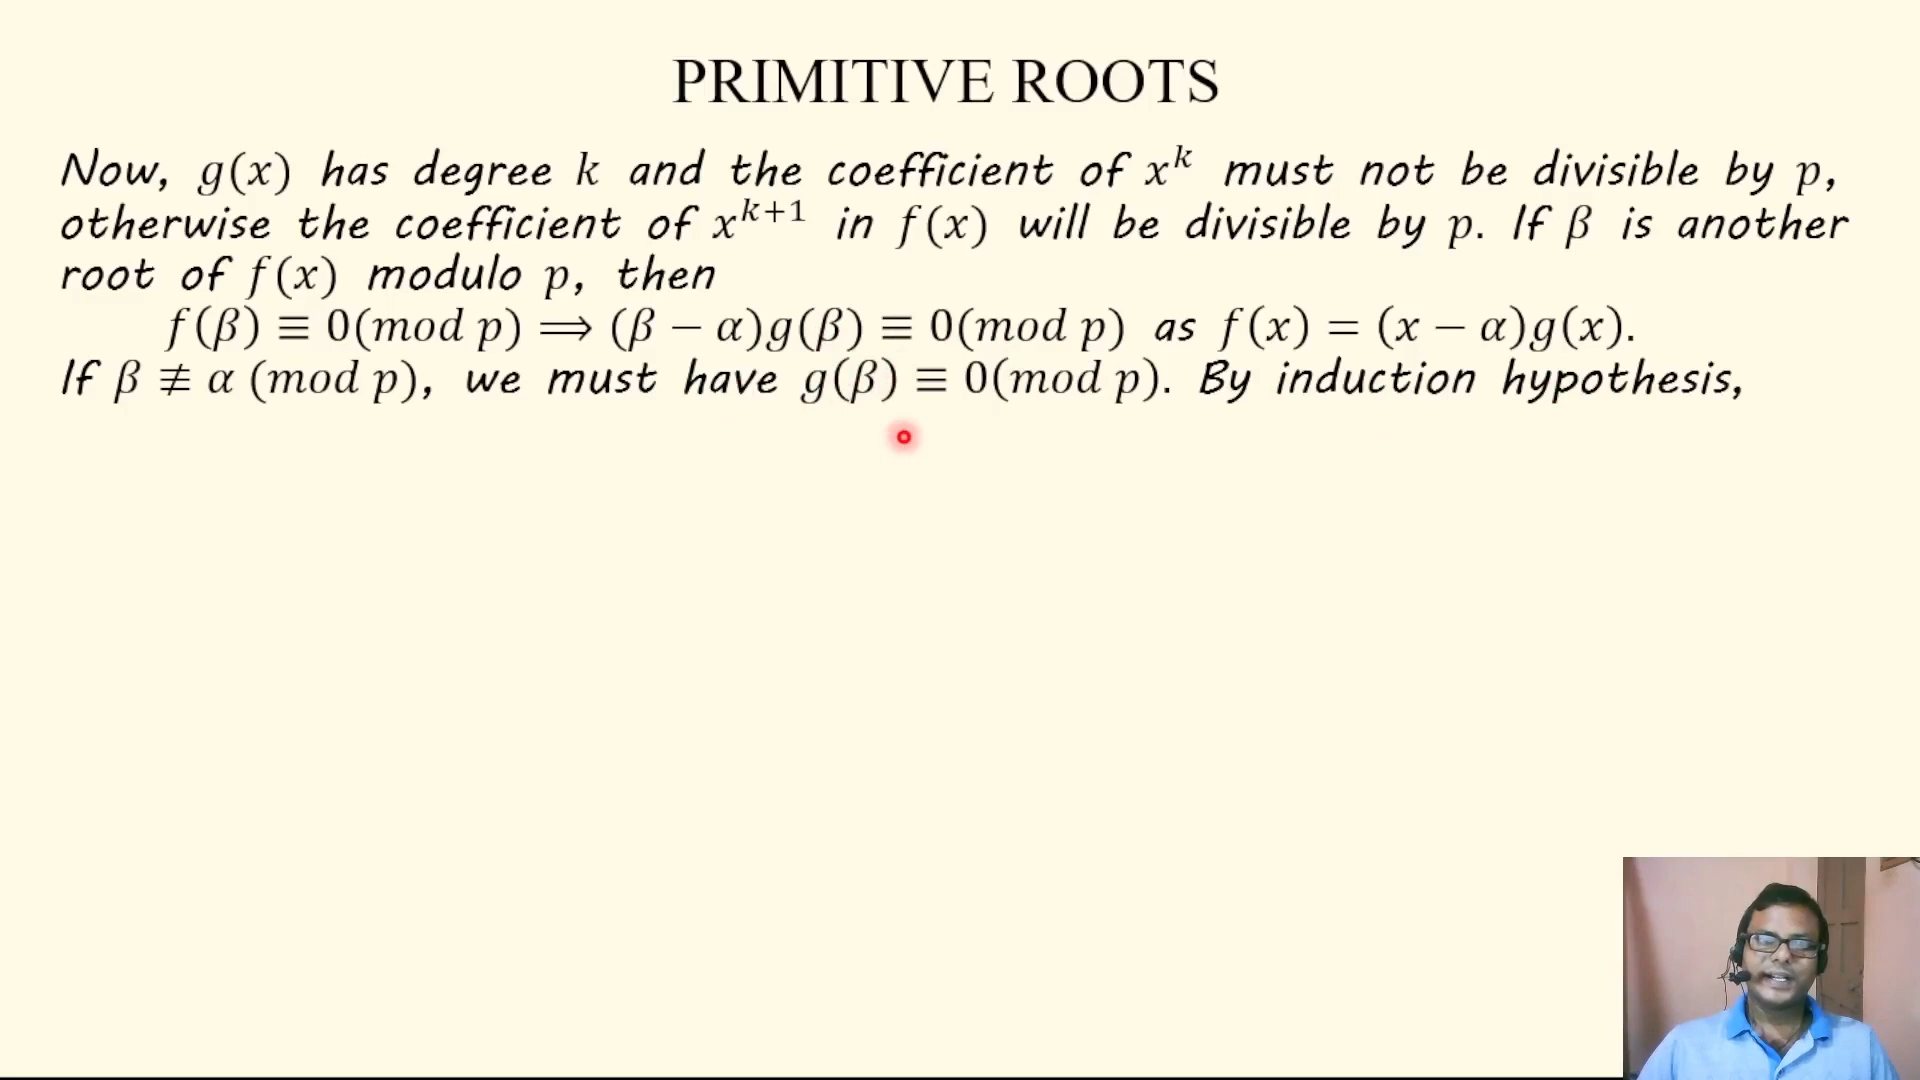 PRIMITIVE ROOTS
Now, g(x) has degree k and the coefficient of x^k must not be divisible by p,
otherwise the coefficient of x^{k+1} in f(x) will be divisible by p. If β is another
root of f(x) modulo p, then
f(β) ≡ 0(mod p) ⟹ (β − α)g(β) ≡ 0(mod p) as f(x) = (x − α)g(x).
If β ≢ α (mod p), we must have g(β) ≡ 0(mod p). By induction hypothesis,